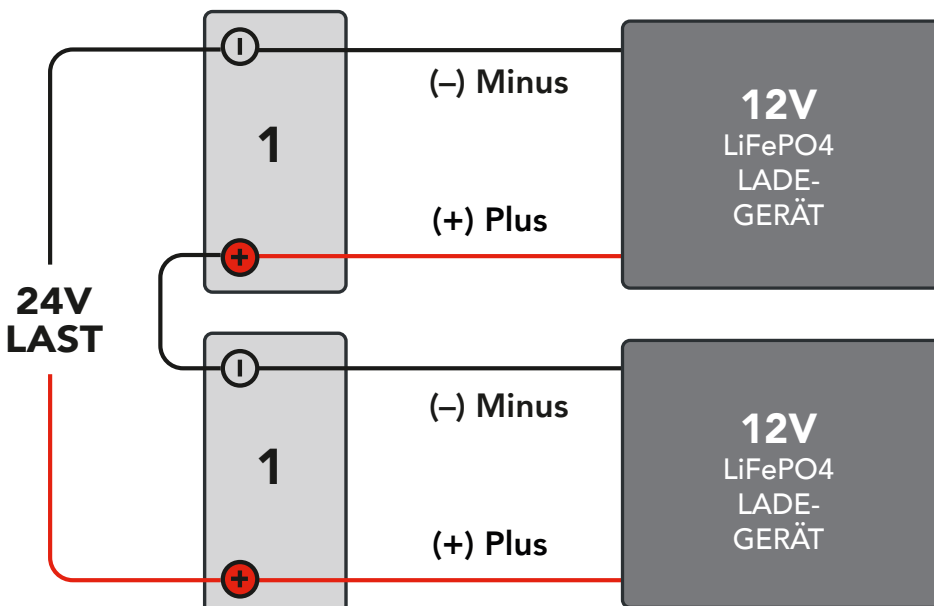 (–) Minus
1
12V
LiFePO4
LADE-
GERÄT
(+) Plus
24V
LAST
(–) Minus
1
12V
LiFePO4
LADE-
GERÄT
(+) Plus